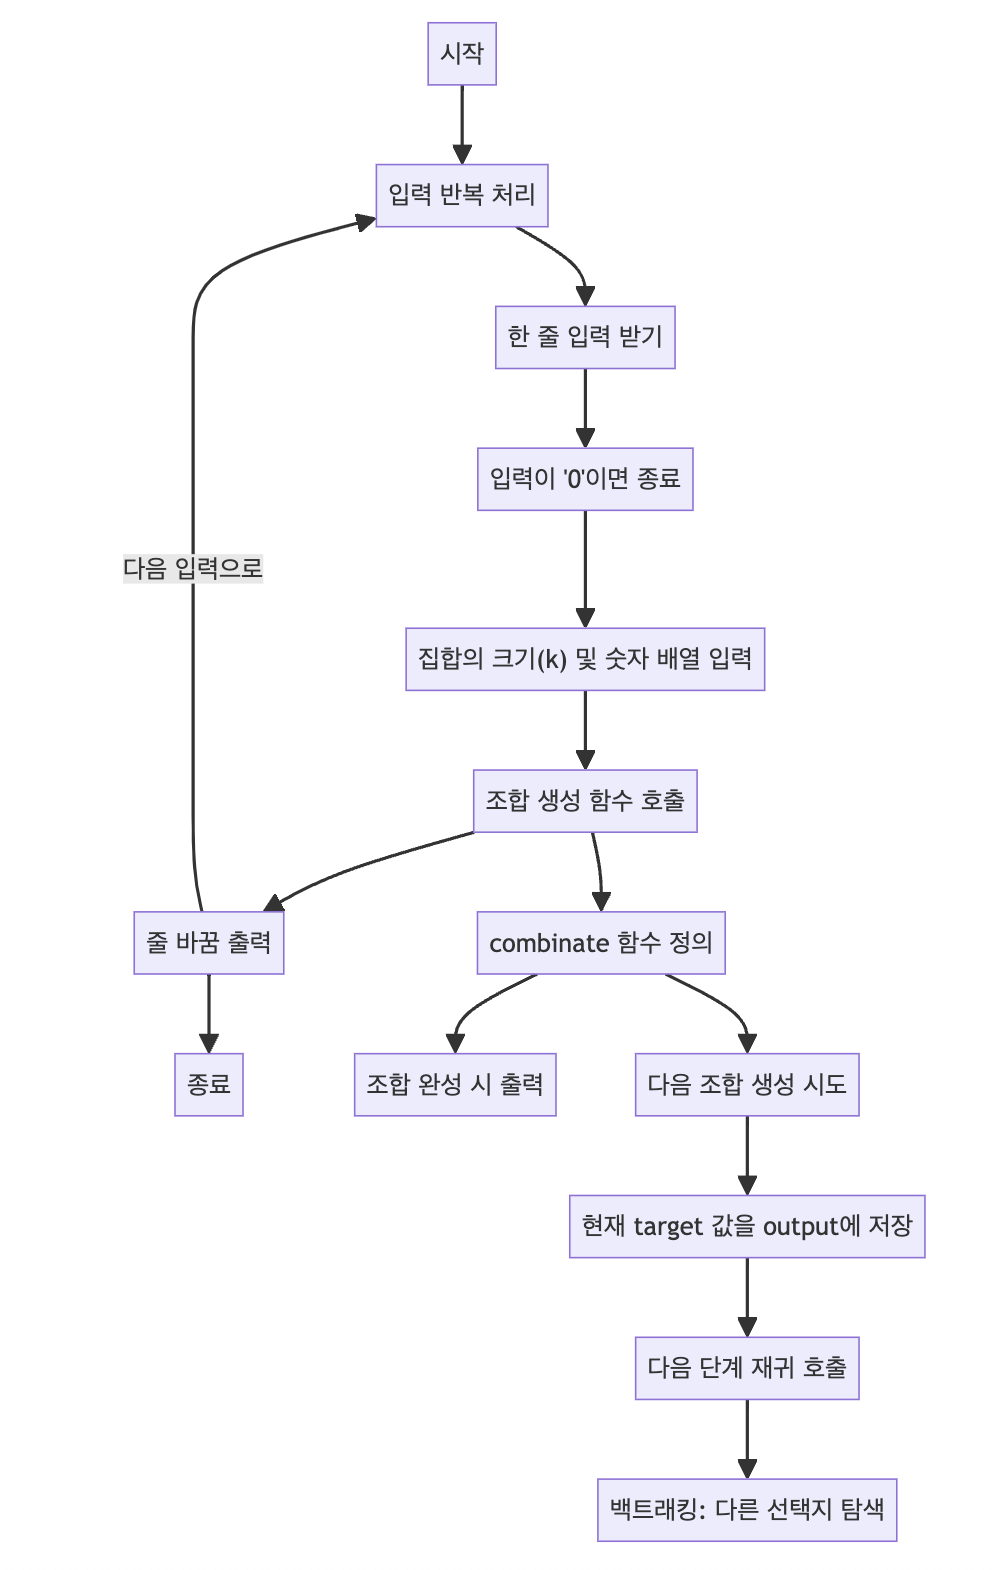 시작
입력 반복 처리
한 줄 입력 받기
입력이 '0'이면 종료
다음 입력으로
집합의 크기(k) 및 숫자 배열 입력
조합 생성 함수 호출
줄 바꿈 출력
combinate 함수 정의
종료
조합 완성 시 출력
다음 조합 생성 시도
현재 target 값을 output에 저장
다음 단계 재귀 호출
백트래킹: 다른 선택지 탐색